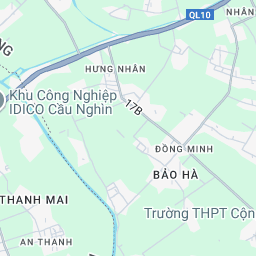 QL10
NHÂN
HƯNG NHÂN
Khu Công Nghiệp
IDICO Cầu Nghìn
17B
ĐỒNG MINH
BẢO HÀ
THANH MAI
Trường THPT Cộn
AN THANH